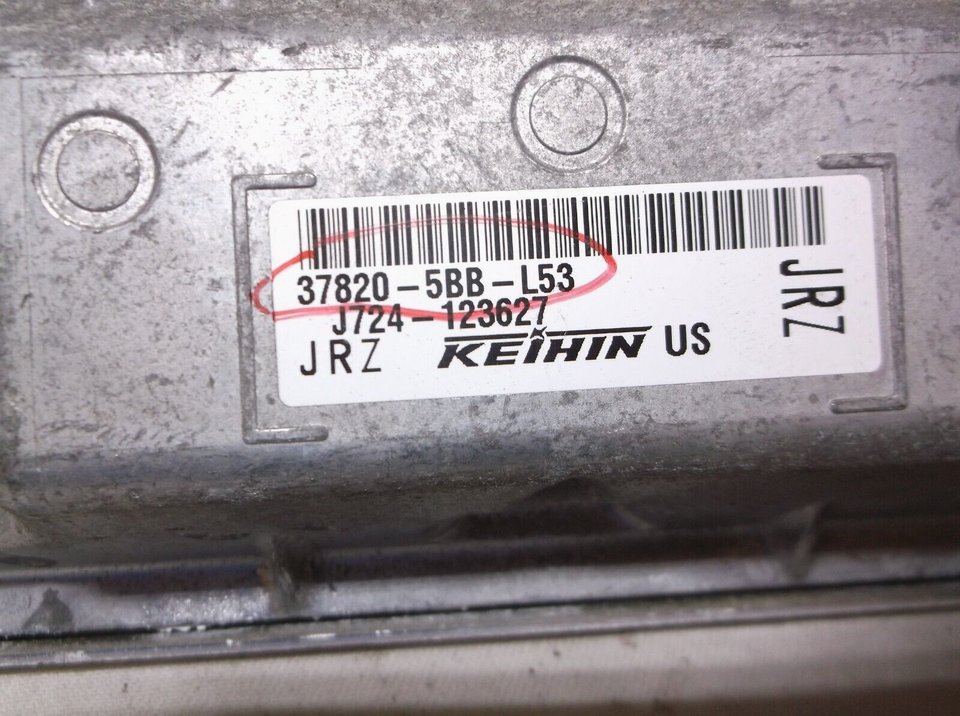 37820-5BB-L53
J724-123627
JRZ KEIHIN US
JRZ